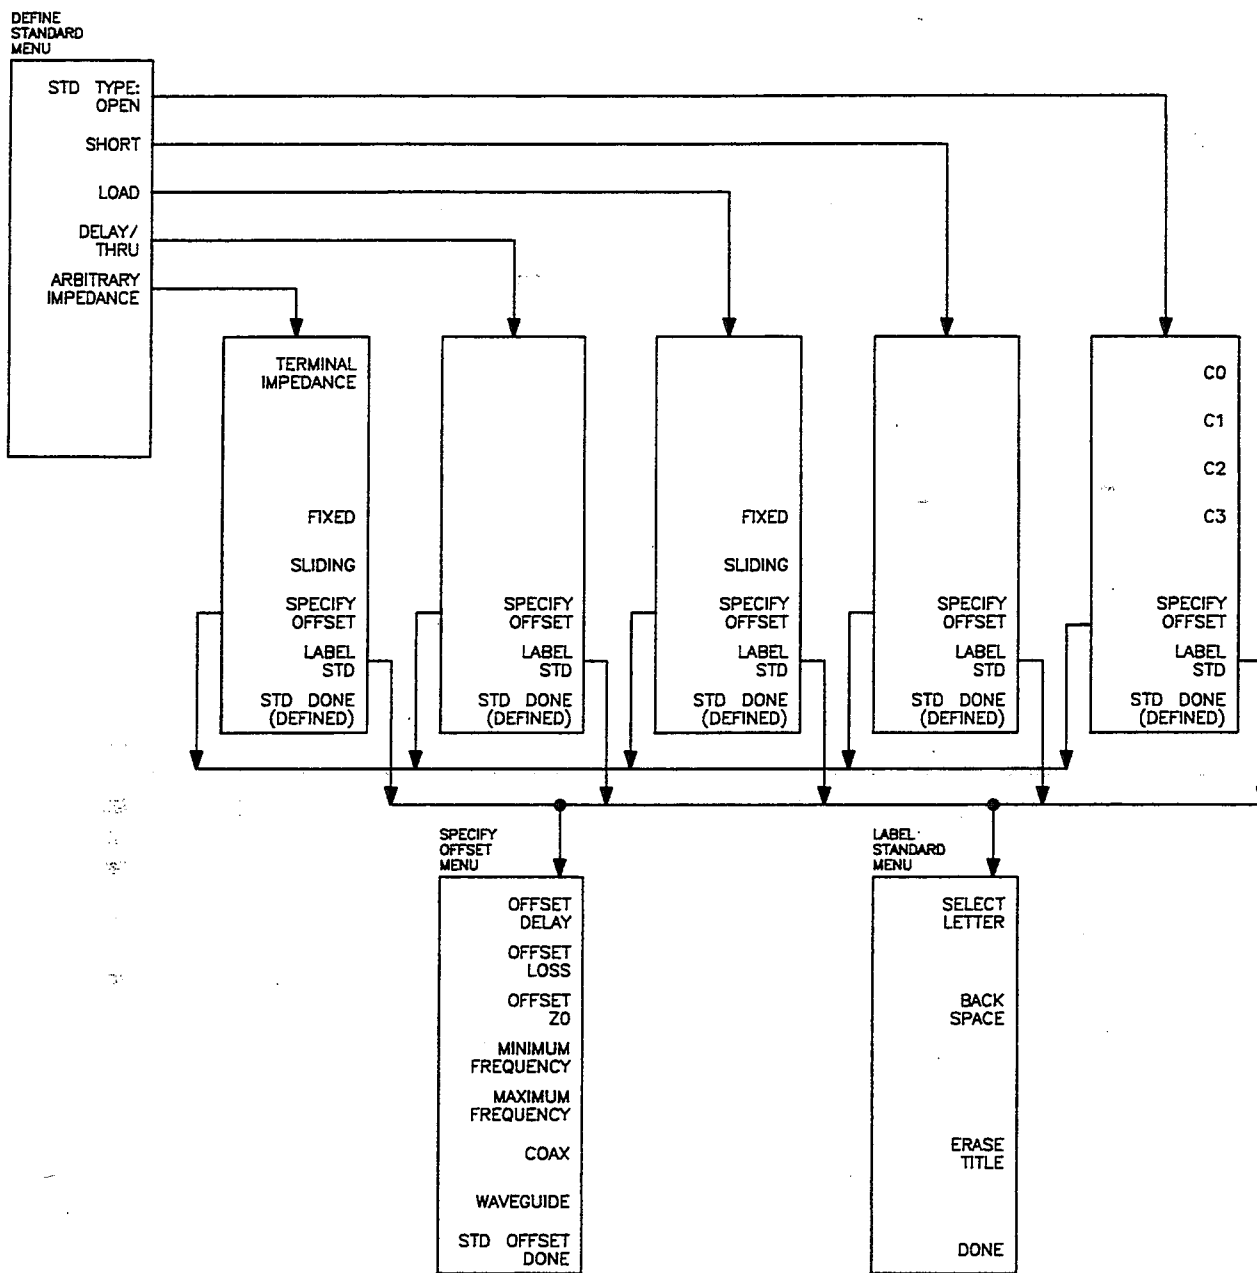 DEFINE
STANDARD
MENU
STD TYPE:
OPEN
SHORT
LOAD
DELAY/
THRU
ARBITRARY
IMPEDANCE
TERMINAL
IMPEDANCE
FIXED
SLIDING
SPECIFY
OFFSET
LABEL
STD
STD DONE
(DEFINED)
SPECIFY
OFFSET
LABEL
STD
STD DONE
(DEFINED)
FIXED
SLIDING
SPECIFY
OFFSET
LABEL
STD
STD DONE
(DEFINED)
SPECIFY
OFFSET
LABEL
STD
STD DONE
(DEFINED)
C0
C1
C2
C3
SPECIFY
OFFSET
LABEL
STD
STD DONE
(DEFINED)
SPECIFY
OFFSET
MENU
OFFSET
DELAY
OFFSET
LOSS
OFFSET
Z0
MINIMUM
FREQUENCY
MAXIMUM
FREQUENCY
COAX
WAVEGUIDE
STD OFFSET
DONE
LABEL
STANDARD
MENU
SELECT
LETTER
BACK
SPACE
ERASE
TITLE
DONE